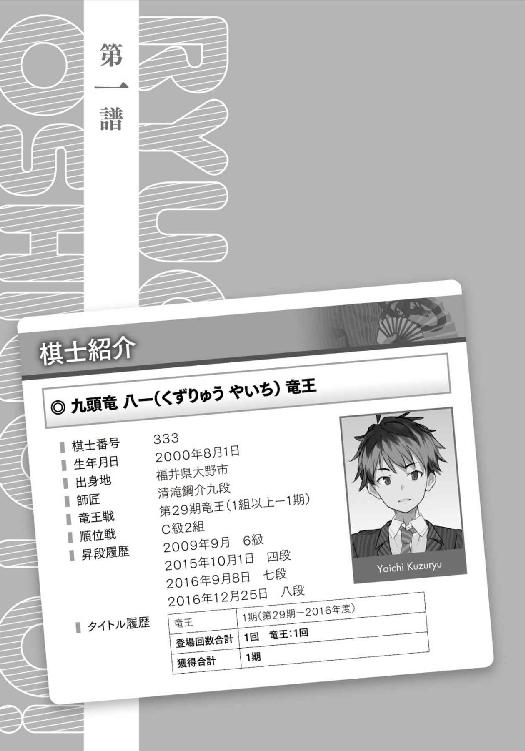 第一譜
RYUO
OSHI
棋士紹介
◎ 九頭竜 八一(くずりゅう やいち) 竜王
棋士番号 333
生年月日 2000年8月1日
出身地 福井県大野市
師匠 清滝鋼介九段
竜王戦 第29期竜王(1組以上ー1期)
順位戦 C級2組
昇段履歴 2009年9月 6級
2015年10月1日 四段
2016年9月8日 七段
2016年12月25日 八段
Yaichi Kuzuryu
タイトル履歴
竜王 1期(第29期−2016年度)
登場回数合計 1回 竜王:1回
獲得合計 1期